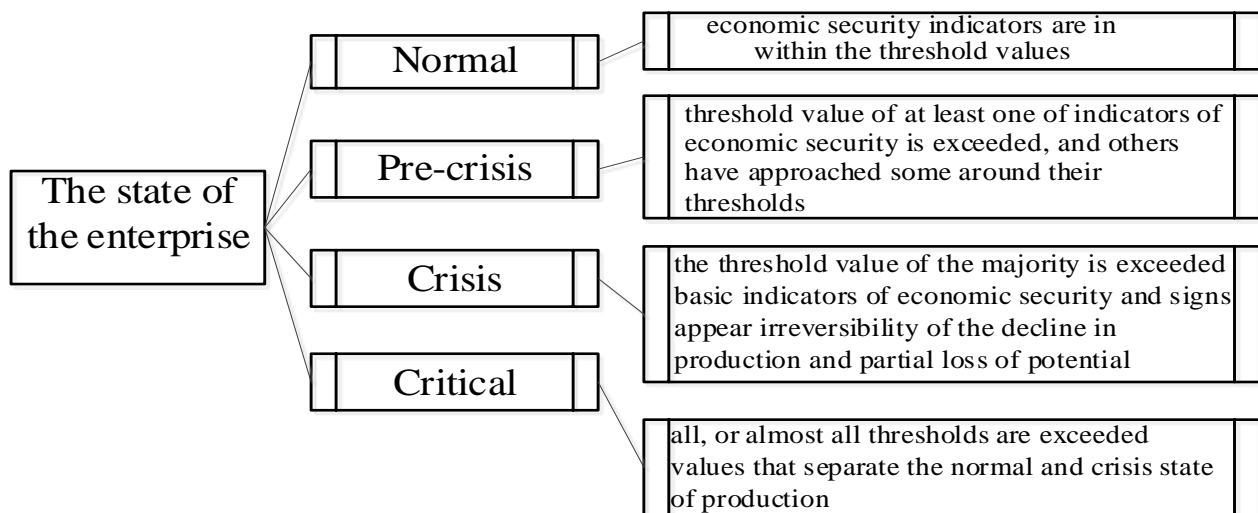 The state of
the enterprise
Normal
economic security indicators are in
within the threshold values
Pre-crisis
threshold value of at least one of indicators of
economic security is exceeded, and others
have approached some around their
thresholds
Crisis
the threshold value of the majority is exceeded
basic indicators of economic security and signs
appear irreversibility of the decline in
production and partial loss of potential
Critical
all, or almost all thresholds are exceeded
values that separate the normal and crisis state
of production